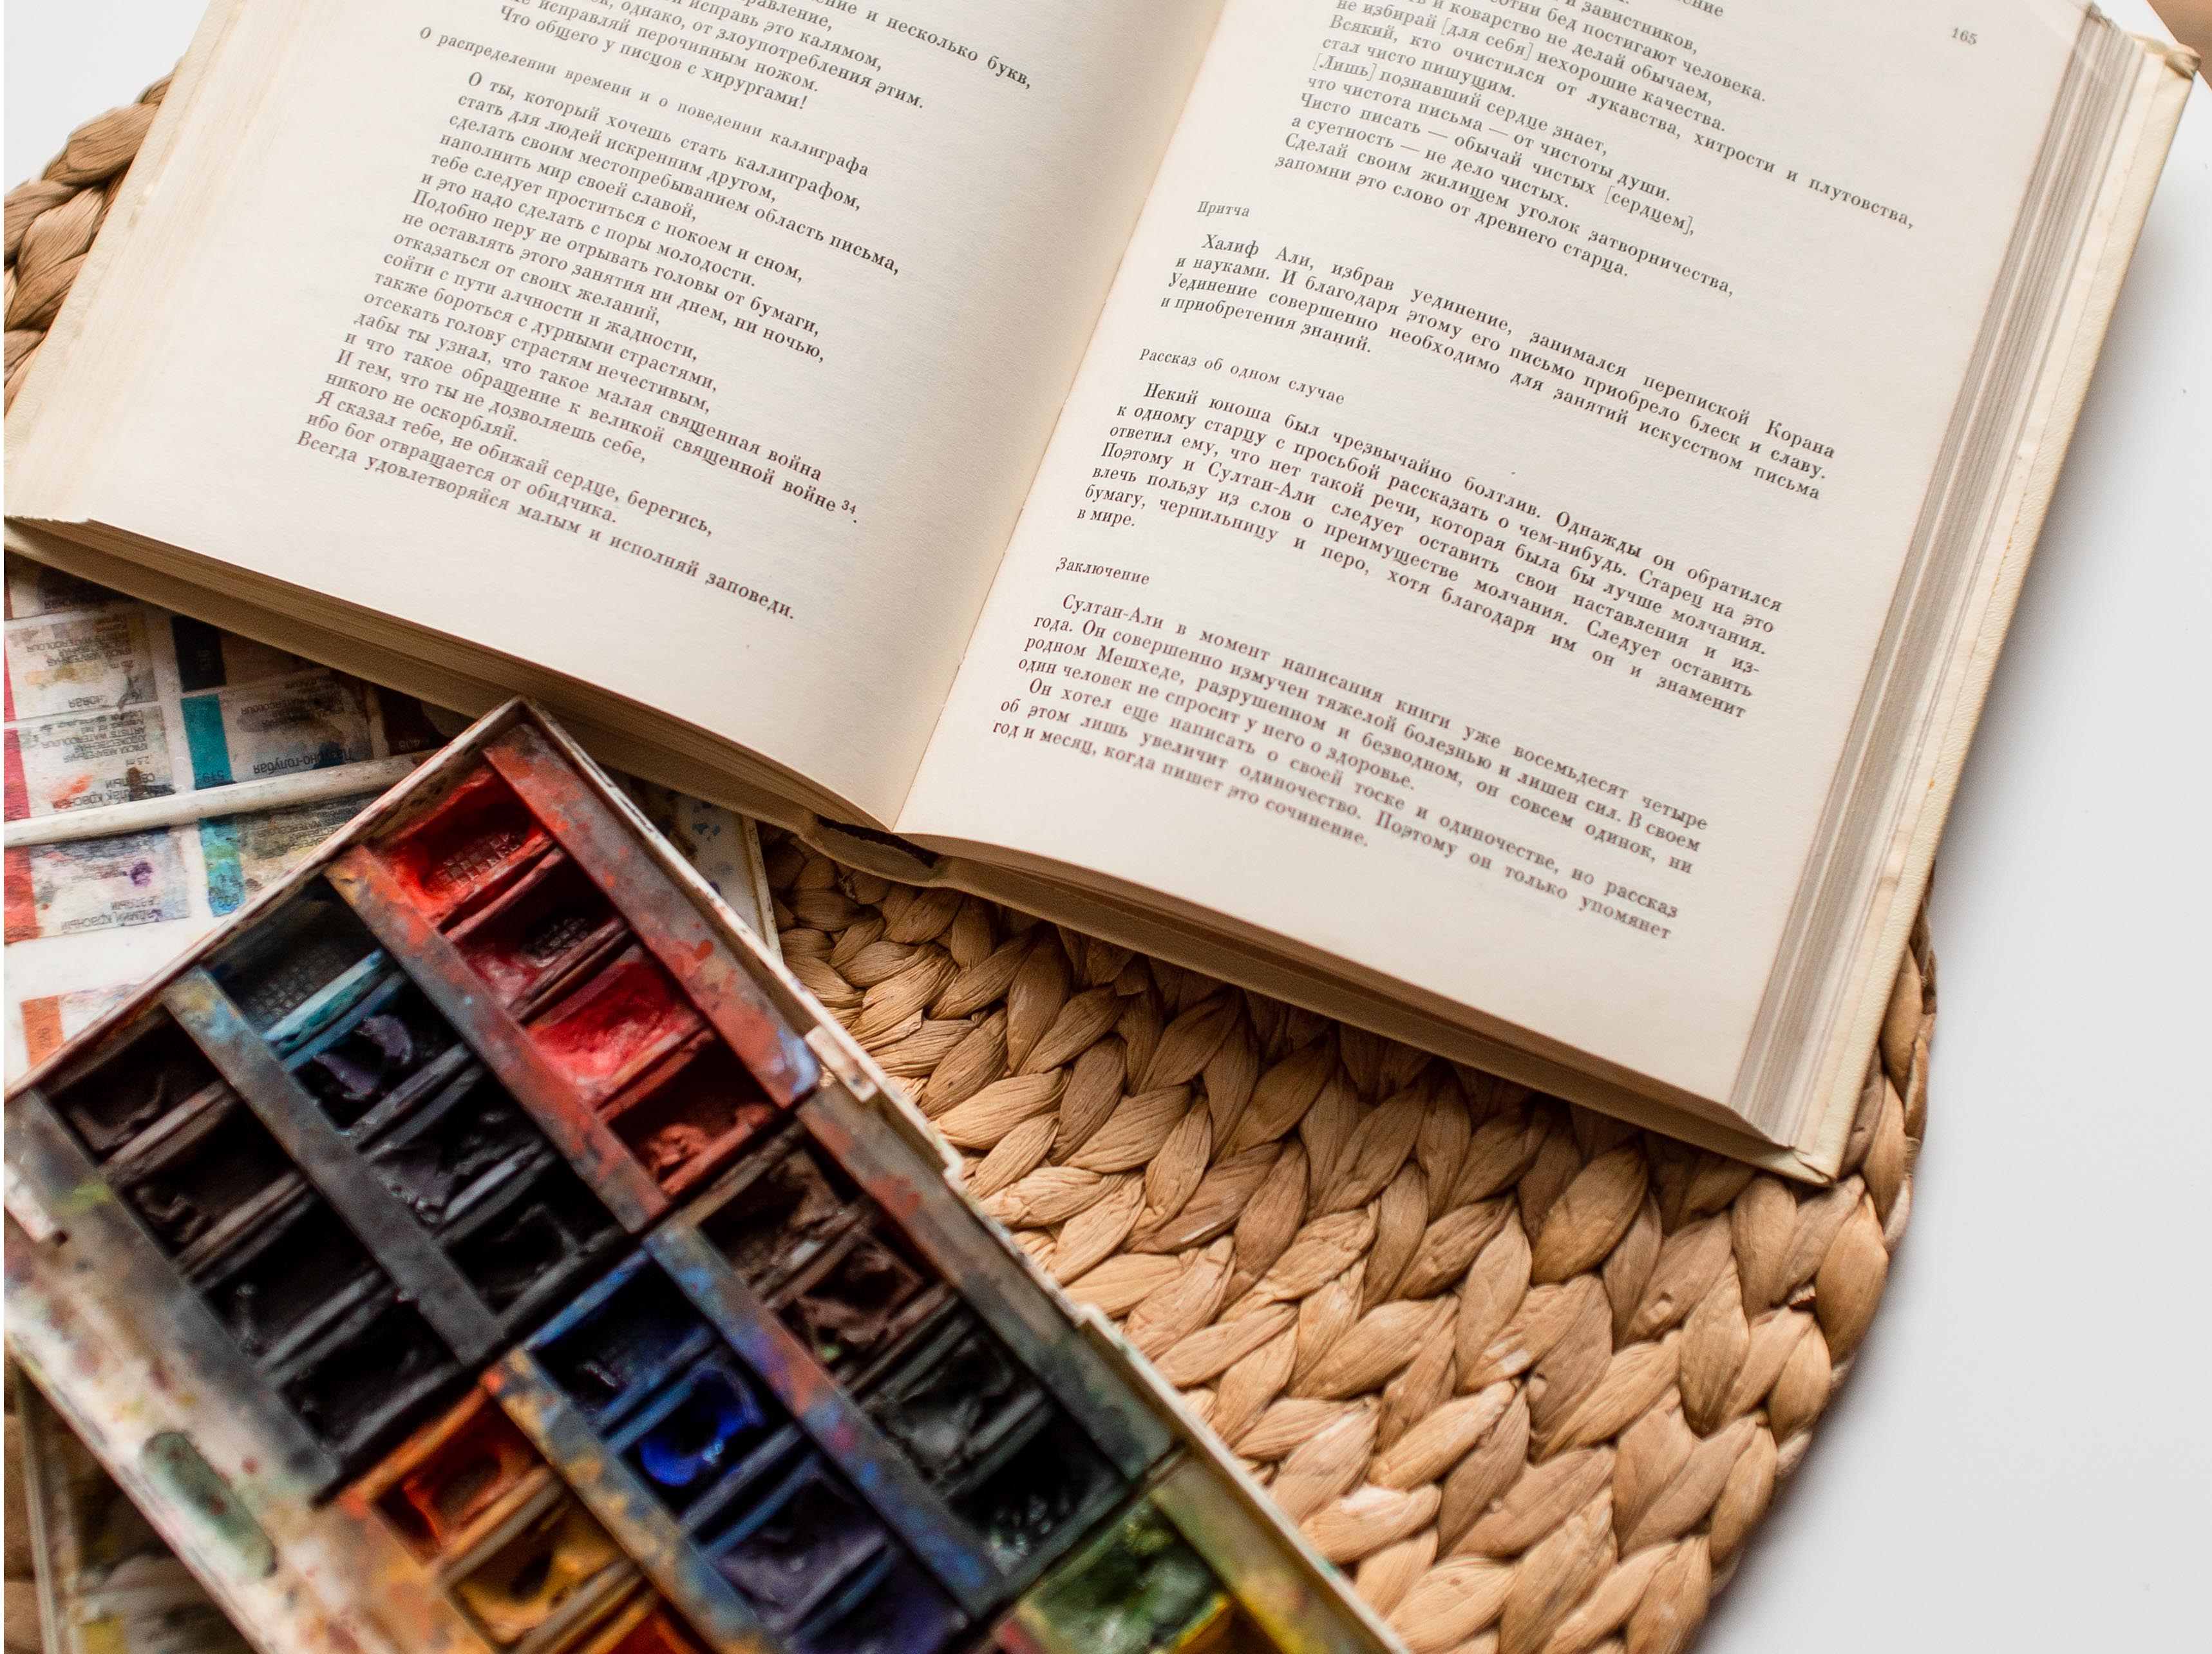 ние и несколько букв,
равление,
исправь это калямом,
однако, от злоупотребления этим.
исправляй перочинным ножом.
Что общего у писцов с хирургами!
О распределении времени и о поведении каллиграфа
О ты, который хочешь стать каллиграфом,
стать для людей искренним другом,
сделать своим местопребыванием область письма,
наполнить мир своей славой,
тебе следует проститься с покоем и сном,
и это надо сделать с поры молодости.
Подобно перу не отрывать головы от бумаги,
не оставлять этого занятия ни днем, ни ночью,
отказаться от своих желаний,
сойти с пути алчности и жадности,
также бороться с дурными страстями,
отсекать голову страстям нечестивым,
дабы ты узнал, что такое малая священная война
и что такое обращение к великой священной войне 34.
И тем, что ты не дозволяешь себе,
никого не оскорбляй.
Я сказал тебе, не обижай сердце, берегись,
ибо бог отвращается от обидчика.
Всегда удовлетворяйся малым и исполняй заповеди.
165
и завистников,
сотни бед постигают человека.
и коварство не делай обычаем,
не избирай [для себя] нехорошие качества.
Всякий, кто очистился от лукавства, хитрости и плутовства,
стал чисто пишущим.
[Лишь] познавший сердце знает,
что чистота письма — от чистоты души.
Чисто писать — обычай чистых [сердцем],
а суетность — не дело чистых.
Сделай своим жилищем уголок затворничества,
запомни это слово от древнего старца.
Притча
Халиф Али, избрав уединение, занимался перепиской Корана
и науками. И благодаря этому его письмо приобрело блеск и славу.
Уединение совершенно необходимо для занятий искусством письма
и приобретения знаний.
Рассказ об одном случае
Некий юноша был чрезвычайно болтлив. Однажды он обратился
к одному старцу с просьбой рассказать о чем-нибудь. Старец на это
ответил ему, что нет такой речи, которая была бы лучше молчания.
Поэтому и Султан-Али следует оставить свои наставления и из-
влечь пользу из слов о преимуществе молчания. Следует оставить
бумагу, чернильницу и перо, хотя благодаря им он и знаменит
в мире.
Заключение
Султан-Али в момент написания книги уже восемьдесят четыре
года. Он совершенно измучен тяжелой болезнью и лишен сил. В своем
родном Мешхеде, разрушенном и безводном, он совсем одинок, ни
один человек не спросит у него о здоровье.
Он хотел еще написать о своей тоске и одиночестве, но рассказ
об этом лишь увеличит одиночество. Поэтому он только упомянет
год и месяц, когда пишет это сочинение.
519